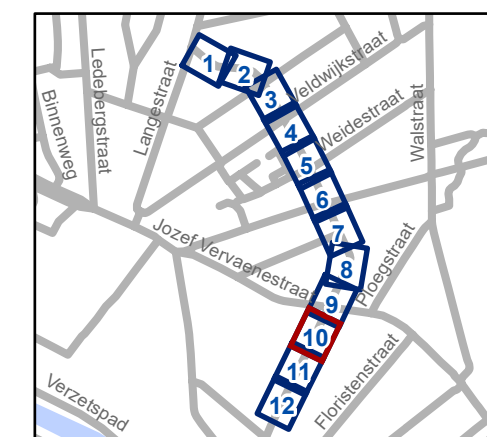 Binnenweg
Ledebergstraat
Langestraat
Veldwijkstraat
Weidestraat
Walstraat
Jozef Vervaenestraat
Ploegstraat
Floristenstraat
Verzetspad
1
2
3
4
5
6
7
8
9
10
11
12